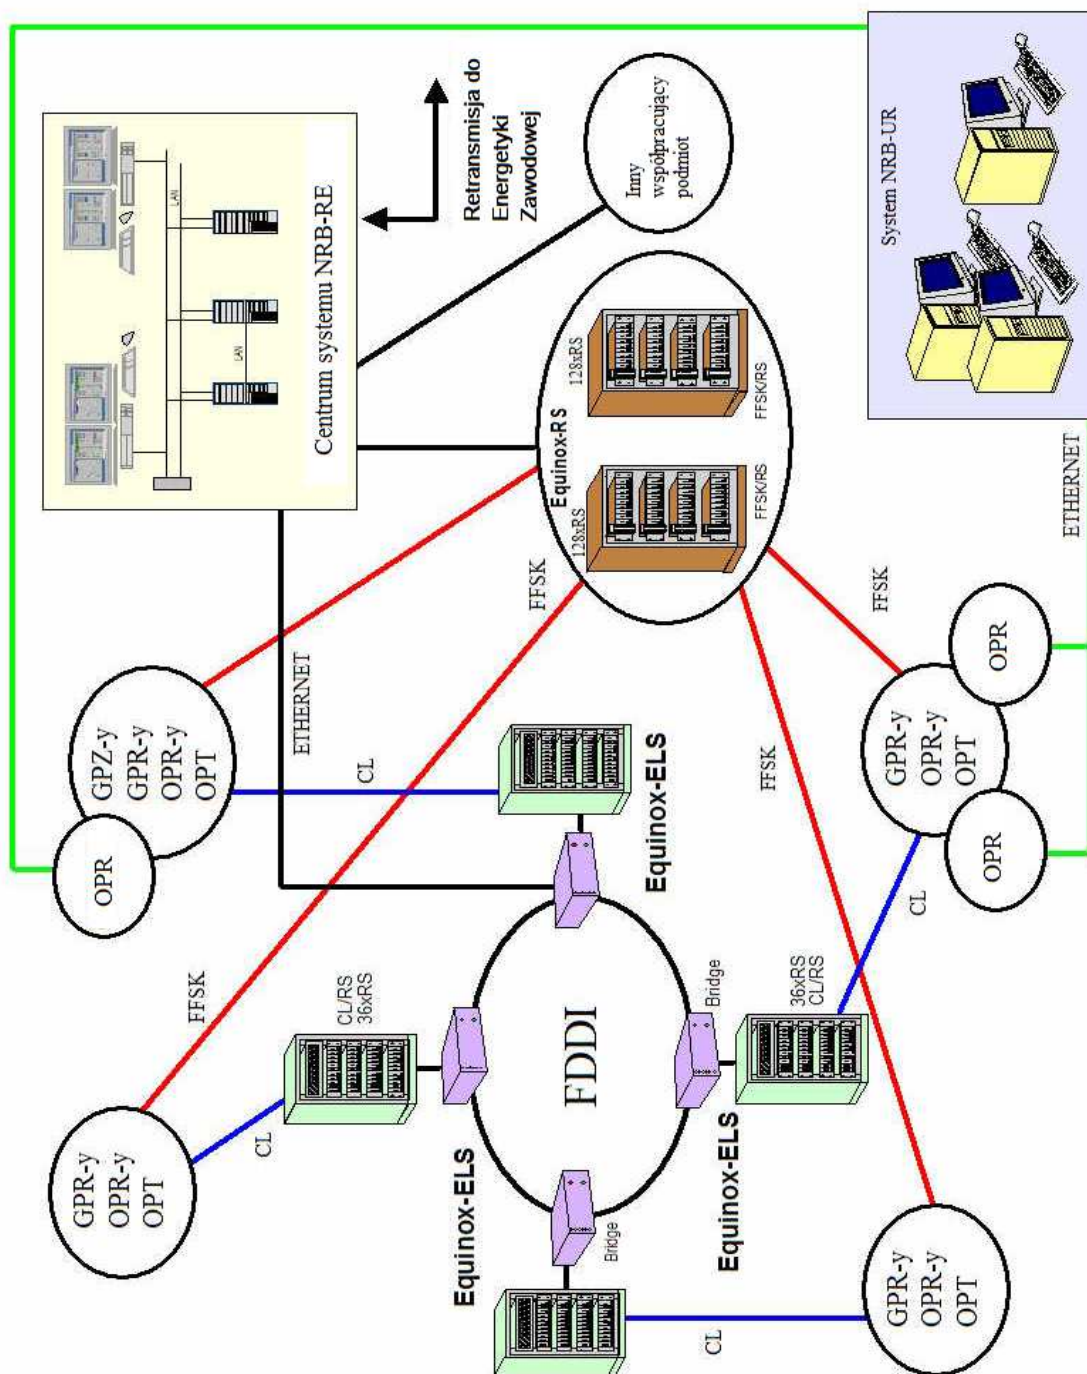 LAN
LAN
Centrum systemu NRB-RE
Retransmisja do
Energetyki
Zawodowej
Inny
współpracujący
podmiot
System NRB-UR
Equinox-RS
128xRS
FFSK/RS
128xRS
FFSK/RS
ETHERNET
FFSK
FFSK
ETHERNET
GPZ-y
GPR-y
OPR-y
OPT
OPR
CL
Equinox-ELS
FFSK
OPR
GPR-y
OPR-y
OPT
OPR
CL
FFSK
CL/RS
36xRS
FDDI
Bridge
36xRS
CL/RS
GPR-y
OPR-y
OPT
CL
Equinox-ELS
Equinox-ELS
Bridge
CL
GPR-y
OPR-y
OPT